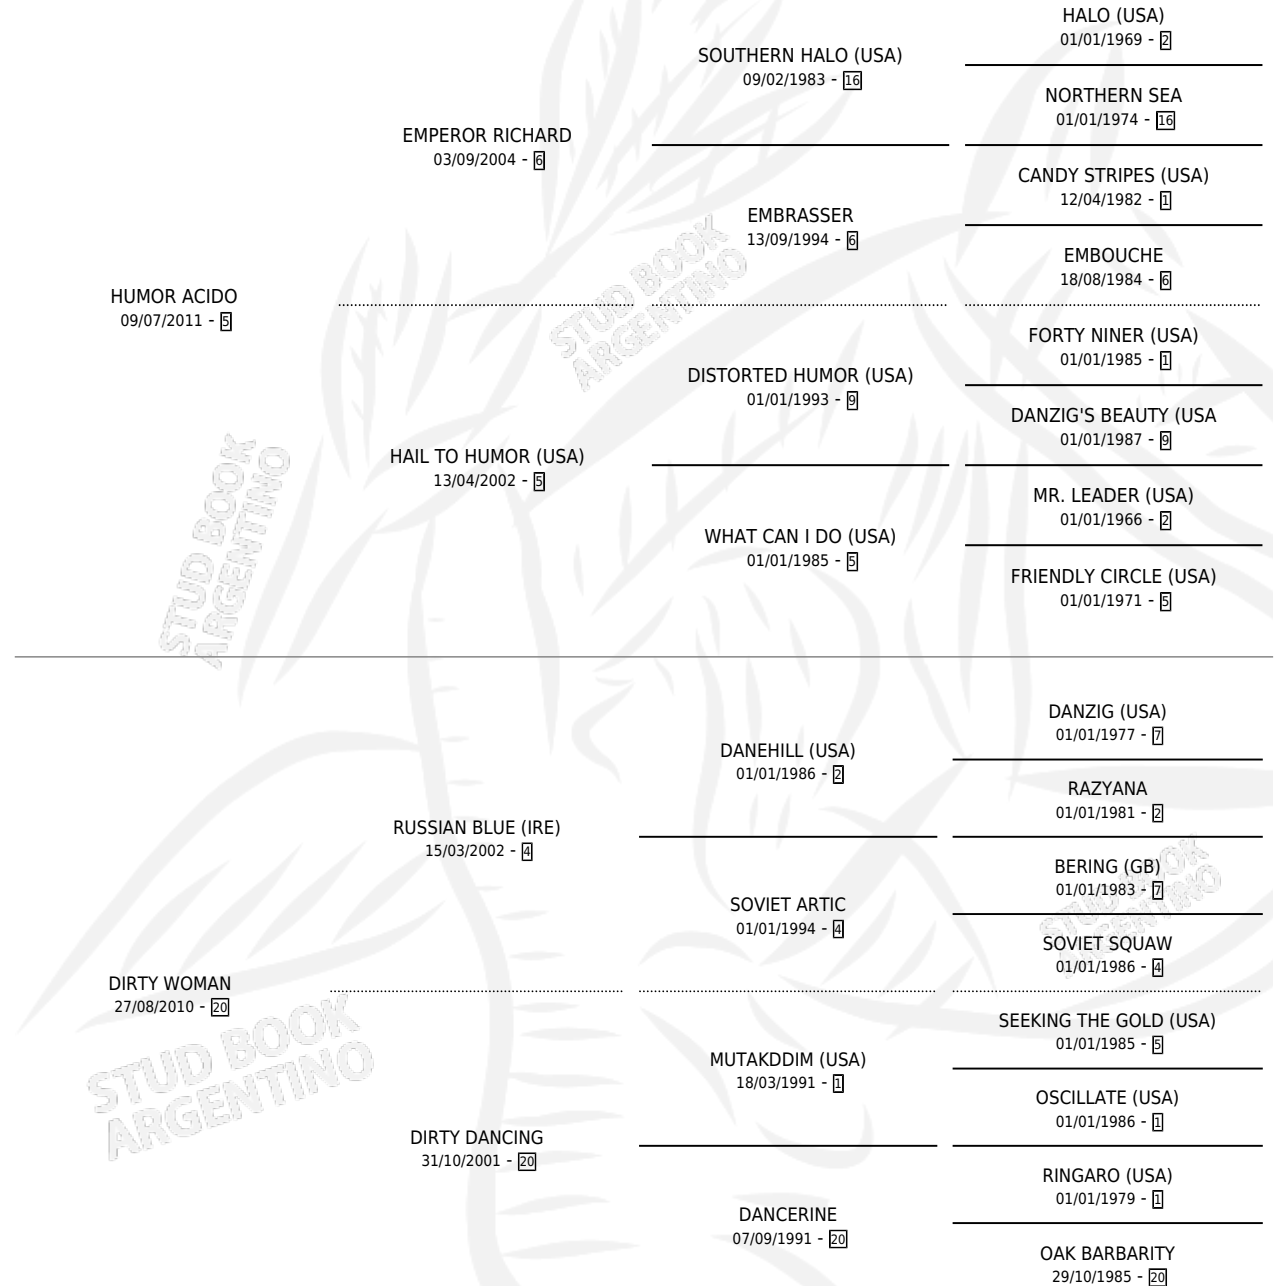 HALO (USA)
01/01/1969 - 2
SOUTHERN HALO (USA)
09/02/1983 - 16
NORTHERN SEA
01/01/1974 - 16
EMPEROR RICHARD
03/09/2004 - 6
CANDY STRIPES (USA)
12/04/1982 - 1
EMBRASSER
13/09/1994 - 6
EMBOUCHE
18/08/1984 - 6
HUMOR ACIDO
09/07/2011 - 5
FORTY NINER (USA)
01/01/1985 - 1
DISTORTED HUMOR (USA)
01/01/1993 - 9
DANZIG'S BEAUTY (USA
01/01/1987 - 9
HAIL TO HUMOR (USA)
13/04/2002 - 5
MR. LEADER (USA)
01/01/1966 - 2
WHAT CAN I DO (USA)
01/01/1985 - 5
FRIENDLY CIRCLE (USA)
01/01/1971 - 5
DANZIG (USA)
01/01/1977 - 7
DANEHILL (USA)
01/01/1986 - 2
RAZYANA
01/01/1981 - 2
RUSSIAN BLUE (IRE)
15/03/2002 - 4
BERING (GB)
01/01/1983 - 7
SOVIET ARTIC
01/01/1994 - 4
SOVIET SQUAW
01/01/1986 - 4
DIRTY WOMAN
27/08/2010 - 20
SEEKING THE GOLD (USA)
01/01/1985 - 5
MUTAKDDIM (USA)
18/03/1991 - 1
OSCILLATE (USA)
01/01/1986 - 1
DIRTY DANCING
31/10/2001 - 20
RINGARO (USA)
01/01/1979 - 1
DANCERINE
07/09/1991 - 20
OAK BARBARITY
29/10/1985 - 20
STUD BOOK
ARGENTINO
STUD BOOK
ARGENTINO
STUD BOOK
ARGENTINO
STUD BOOK
ARGENTINO